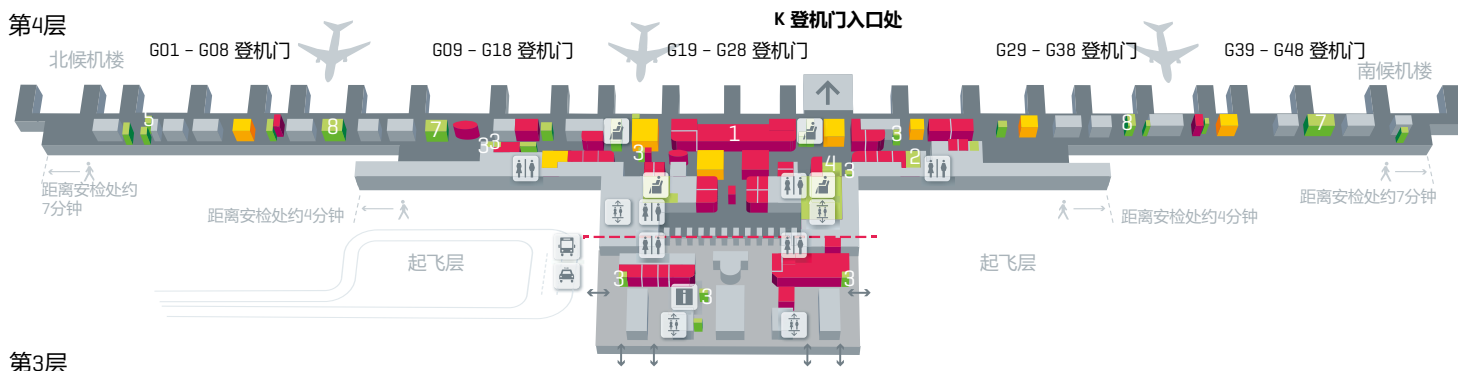 第4层
K 登机门入口处
G01 – G08 登机门
G09 – G18 登机门
G19 – G28 登机门
G29 – G38 登机门
G39 – G48 登机门
北候机楼
南候机楼
5
8
7
3
3
3
1
3
2
4
3
8
7
距离安检处约
7分钟
距离安检处约4分钟
距离安检处约4分钟
距离安检处约7分钟
起飞层
起飞层
3
3
3
i
第3层